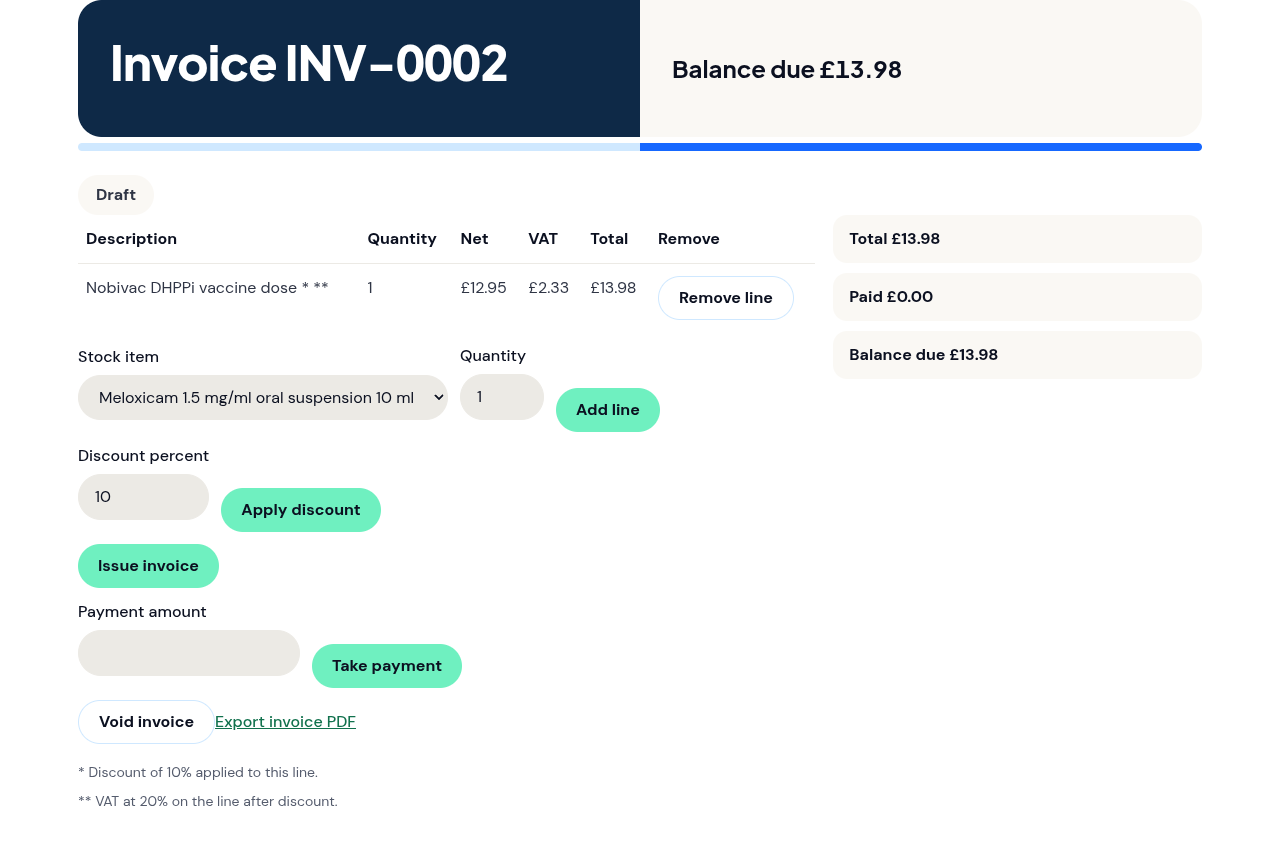 Invoice INV-0002
Balance due £13.98
Draft
Description Quantity Net VAT Total Remove
Nobivac DHPPi vaccine dose * ** 1 £12.95 £2.33 £13.98 Remove line
Total £13.98
Paid £0.00
Balance due £13.98
Stock item Quantity
Meloxicam 1.5 mg/ml oral suspension 10 ml 1 Add line
Discount percent
10 Apply discount
Issue invoice
Payment amount
Take payment
Void invoice Export invoice PDF
* Discount of 10% applied to this line.
** VAT at 20% on the line after discount.